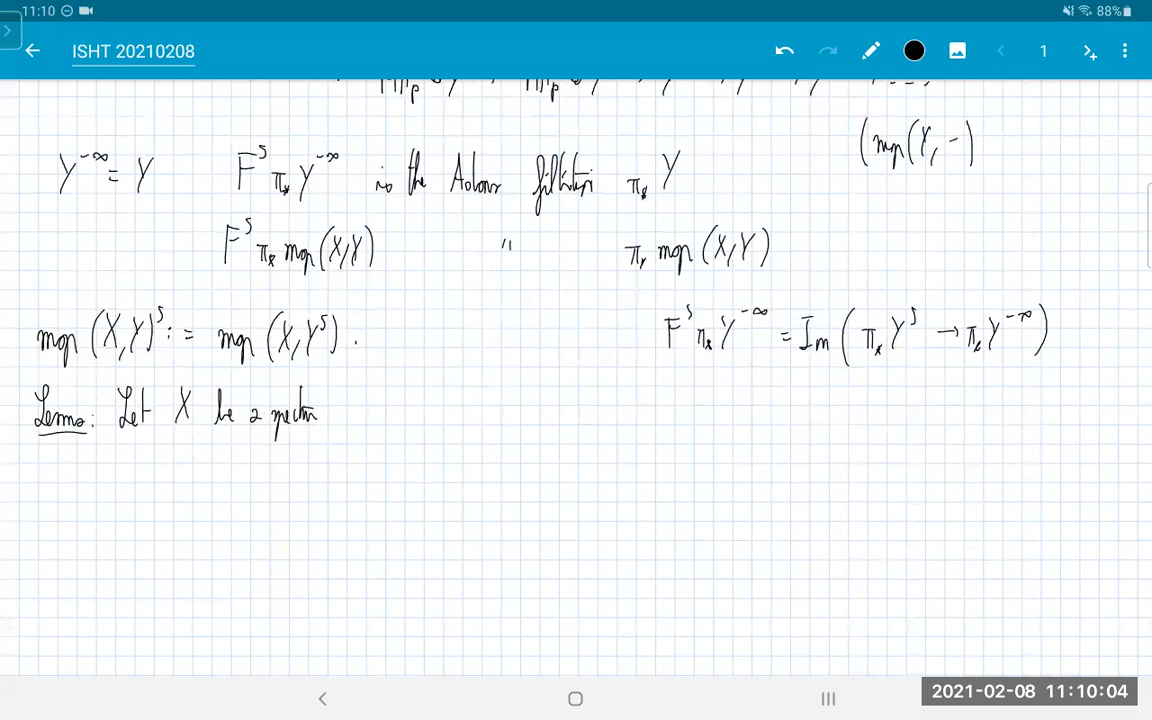 11:10 88%
ISHT 20210208 1
(map(X, -)
Y^{-∞} = Y F^s π_* Y^{-∞} is the Adams filtration π_* Y
F^s π_* map(X,Y) " π_* map(X,Y)
map(X,Y)^s := map(X,Y^s). F^s π_* Y^{-∞} = Im(π_* Y^s → π_* Y^{-∞})
Lemma: Let X be a spectru
2021-02-08 11:10:04